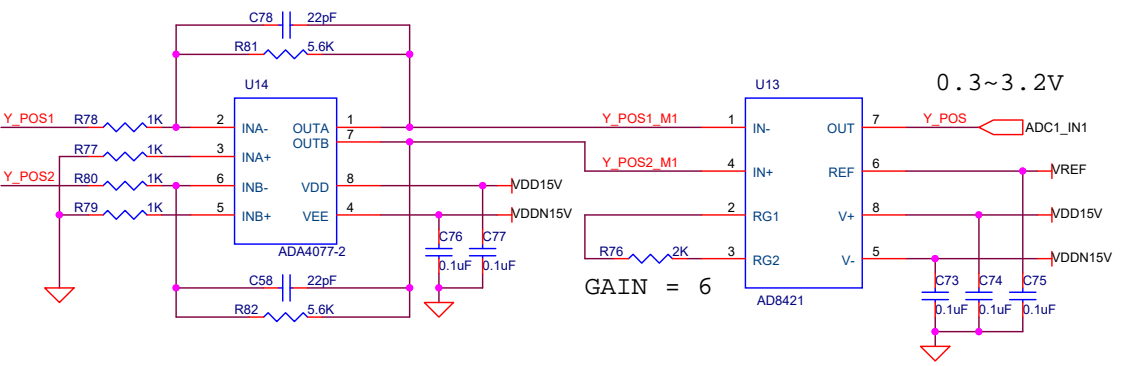 C78 22pF
R81 5.6K
U14
U13
0.3~3.2V
Y_POS1 R78 1K 2 INA- OUTA 1 Y_POS1_M1 1 IN- OUT 7 Y_POS ADC1_IN1
OUTB 7
R77 1K 3 INA+
Y_POS2 R80 1K 6 INB- VDD 8 VDD15V Y_POS2_M1 4 IN+ REF 6 VREF
R79 1K 5 INB+ VEE 4 VDDN15V 2 RG1 V+ 8 VDD15V
C76 C77
0.1uF 0.1uF
ADA4077-2
R76 2K 3 RG2 V- 5 VDDN15V
C58 22pF
GAIN = 6
C73 C74 C75
0.1uF 0.1uF 0.1uF
R82 5.6K
AD8421